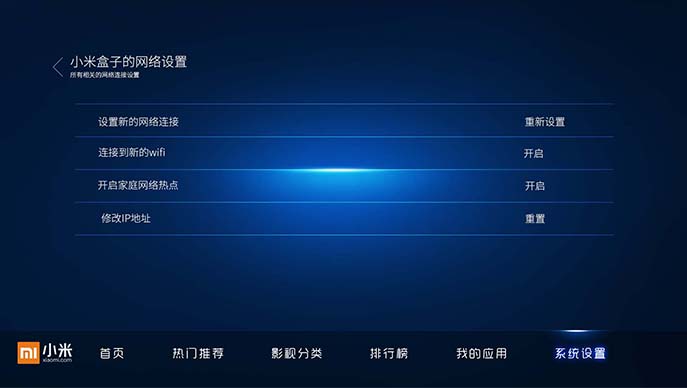 小米盒子的网络设置
所有相关的网络连接设置
设置新的网络连接 重新设置
连接到新的wifi 开启
开启家庭网络热点 开启
修改IP地址 重置
mi 小米 首页 热门推荐 影视分类 排行榜 我的应用 系统设置
xiaomi.com